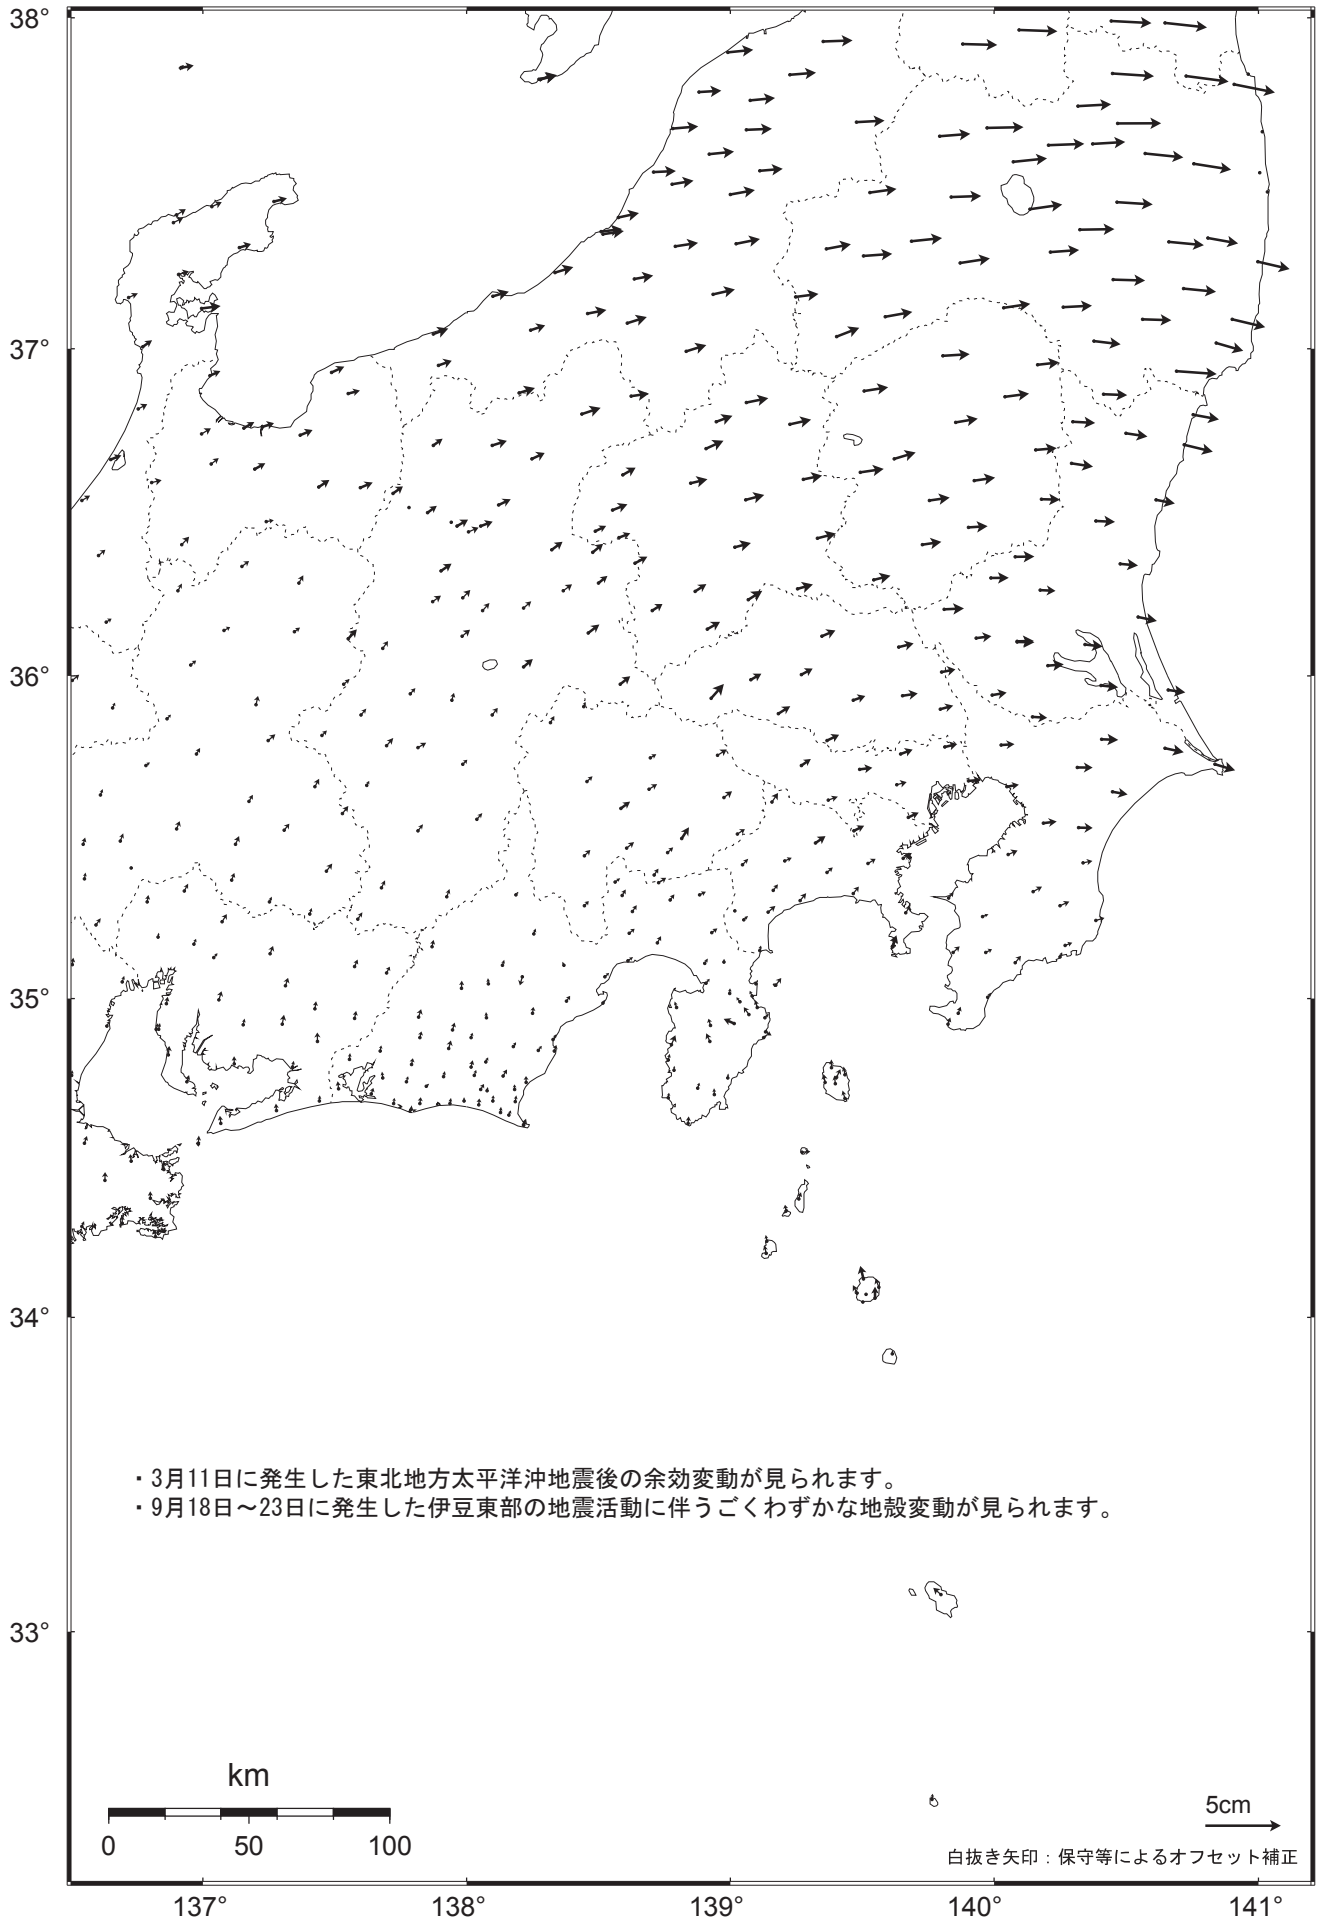 38°
37°
36°
35°
34°
・3月11日に発生した東北地方太平洋沖地震後の余効変動が見られます。
・9月18日～23日に発生した伊豆東部の地震活動に伴うごくわずかな地殻変動が見られます。
33°
km
0 50 100
5cm
白抜き矢印：保守等によるオフセット補正
137° 138° 139° 140° 141°